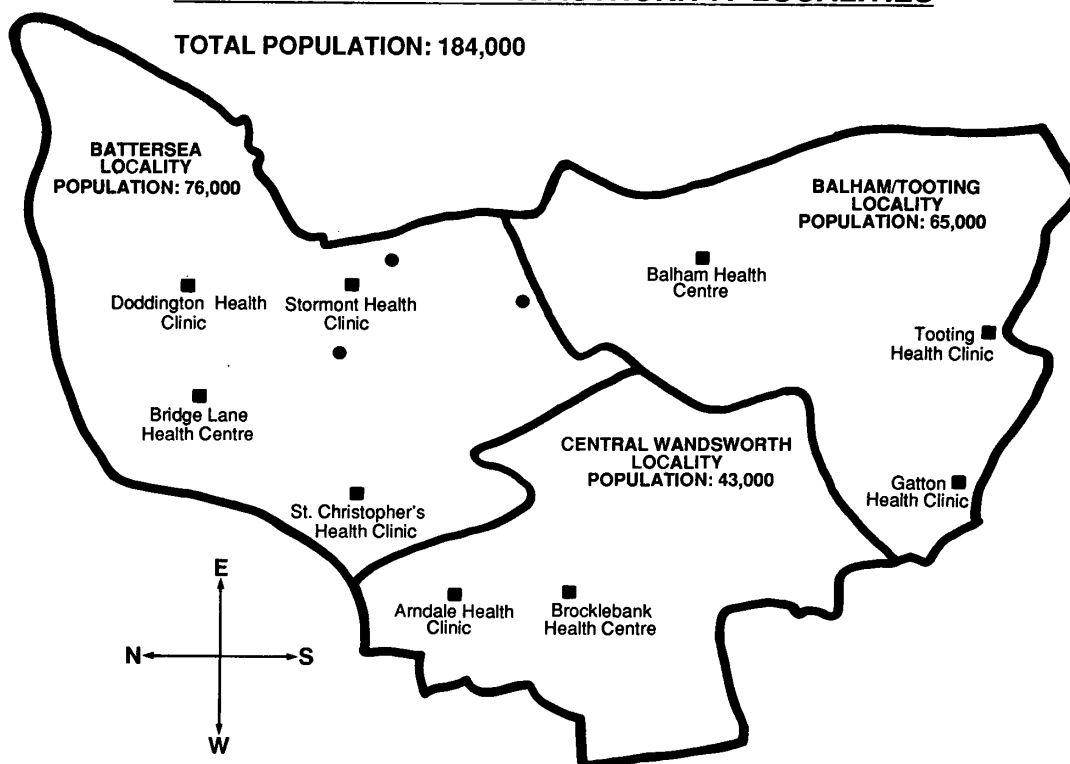 LOCALITIES
TOTAL POPULATION: 184,000
BATTERSEA
LOCALITY
POPULATION: 76,000
BALHAM/TOOTING
LOCALITY
POPULATION: 65,000
Balham Health
Centre
Doddington Health
Clinic
Stormont Health
Clinic
Tooting
Health Clinic
Bridge Lane
Health Centre
CENTRAL WANDSWORTH
LOCALITY
POPULATION: 43,000
Gatton
Health Clinic
St. Christopher's
Health Clinic
Arndale Health
Clinic
Brocklebank
Health Centre
E
N
S
W